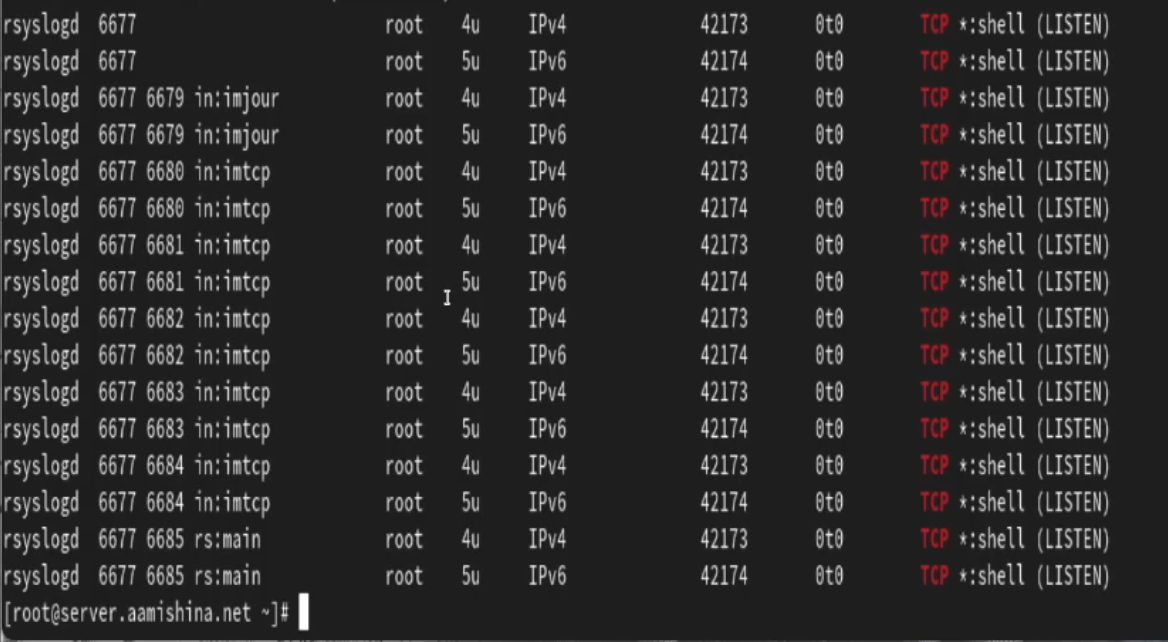 rsyslogd 6677 root 4u IPv4 42173 0t0 TCP *:shell (LISTEN)
rsyslogd 6677 root 5u IPv6 42174 0t0 TCP *:shell (LISTEN)
rsyslogd 6677 6679 in:imjour root 4u IPv4 42173 0t0 TCP *:shell (LISTEN)
rsyslogd 6677 6679 in:imjour root 5u IPv6 42174 0t0 TCP *:shell (LISTEN)
rsyslogd 6677 6680 in:imtcp root 4u IPv4 42173 0t0 TCP *:shell (LISTEN)
rsyslogd 6677 6680 in:imtcp root 5u IPv6 42174 0t0 TCP *:shell (LISTEN)
rsyslogd 6677 6681 in:imtcp root 4u IPv4 42173 0t0 TCP *:shell (LISTEN)
rsyslogd 6677 6681 in:imtcp root 5u IPv6 42174 0t0 TCP *:shell (LISTEN)
rsyslogd 6677 6682 in:imtcp root 4u IPv4 42173 0t0 TCP *:shell (LISTEN)
rsyslogd 6677 6682 in:imtcp root 5u IPv6 42174 0t0 TCP *:shell (LISTEN)
rsyslogd 6677 6683 in:imtcp root 4u IPv4 42173 0t0 TCP *:shell (LISTEN)
rsyslogd 6677 6683 in:imtcp root 5u IPv6 42174 0t0 TCP *:shell (LISTEN)
rsyslogd 6677 6684 in:imtcp root 4u IPv4 42173 0t0 TCP *:shell (LISTEN)
rsyslogd 6677 6684 in:imtcp root 5u IPv6 42174 0t0 TCP *:shell (LISTEN)
rsyslogd 6677 6685 rs:main root 4u IPv4 42173 0t0 TCP *:shell (LISTEN)
rsyslogd 6677 6685 rs:main root 5u IPv6 42174 0t0 TCP *:shell (LISTEN)
[root@server.aamishina.net ~]#